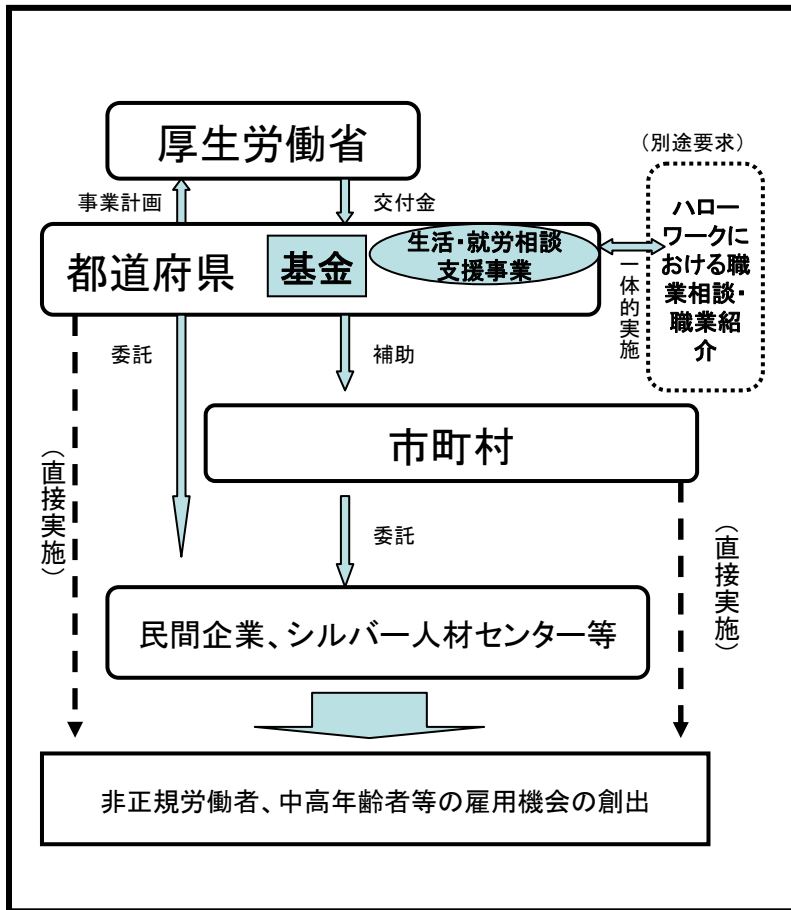 厚生労働省
(別途要求)
事業計画
交付金
都道府県
基金
生活・就労相談
支援事業
一体的実施
ハロー
ワークに
おける職
業相談・
職業紹
介
委託
補助
市町村
(直接実施)
委託
(直接実施)
民間企業、シルバー人材センター等
非正規労働者、中高年齢者等の雇用機会の創出